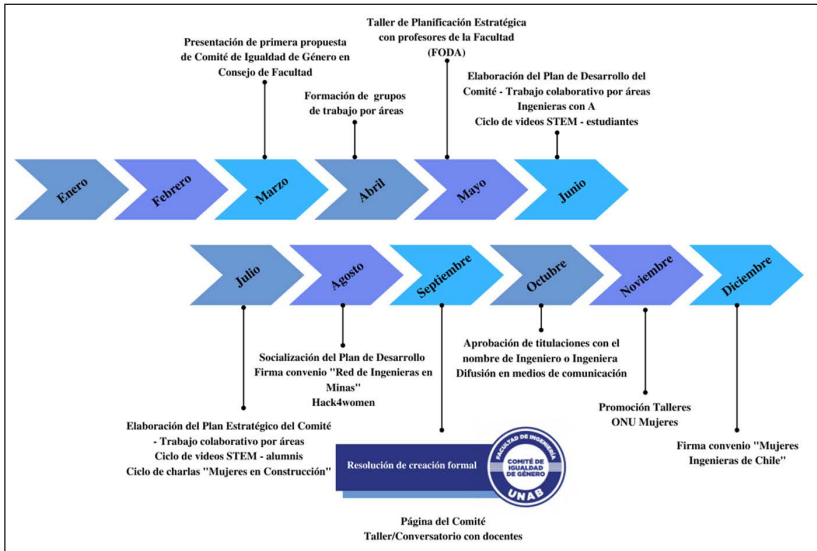 Taller de Planificación Estratégica
con profesores de la Facultad
(FODA)
Presentación de primera propuesta
de Comité de Igualdad de Género en
Consejo de Facultad
Formación de grupos
de trabajo por áreas
Elaboración del Plan de Desarrollo del
Comité - Trabajo colaborativo por áreas
Ingenieras con A
Ciclo de videos STEM - estudiantes
Enero
Febrero
Marzo
Abril
Mayo
Junio
Julio
Agosto
Septiembre
Octubre
Noviembre
Diciembre
Socialización del Plan de Desarrollo
Firma convenio "Red de Ingenieras en
Minas"
Hack4women
Aprobación de titulaciones con el
nombre de Ingeniero o Ingeniera
Difusión en medios de comunicación
Promoción Talleres
ONU Mujeres
Elaboración del Plan Estratégico del Comité
- Trabajo colaborativo por áreas
Ciclo de videos STEM - alumnis
Ciclo de charlas "Mujeres en Construcción"
Resolución de creación formal
FACULTAD DE INGENIERÍA
COMITÉ DE
IGUALDAD
DE GÉNERO
UNAB
Firma convenio "Mujeres
Ingenieras de Chile"
Página del Comité
Taller/Conversatorio con docentes